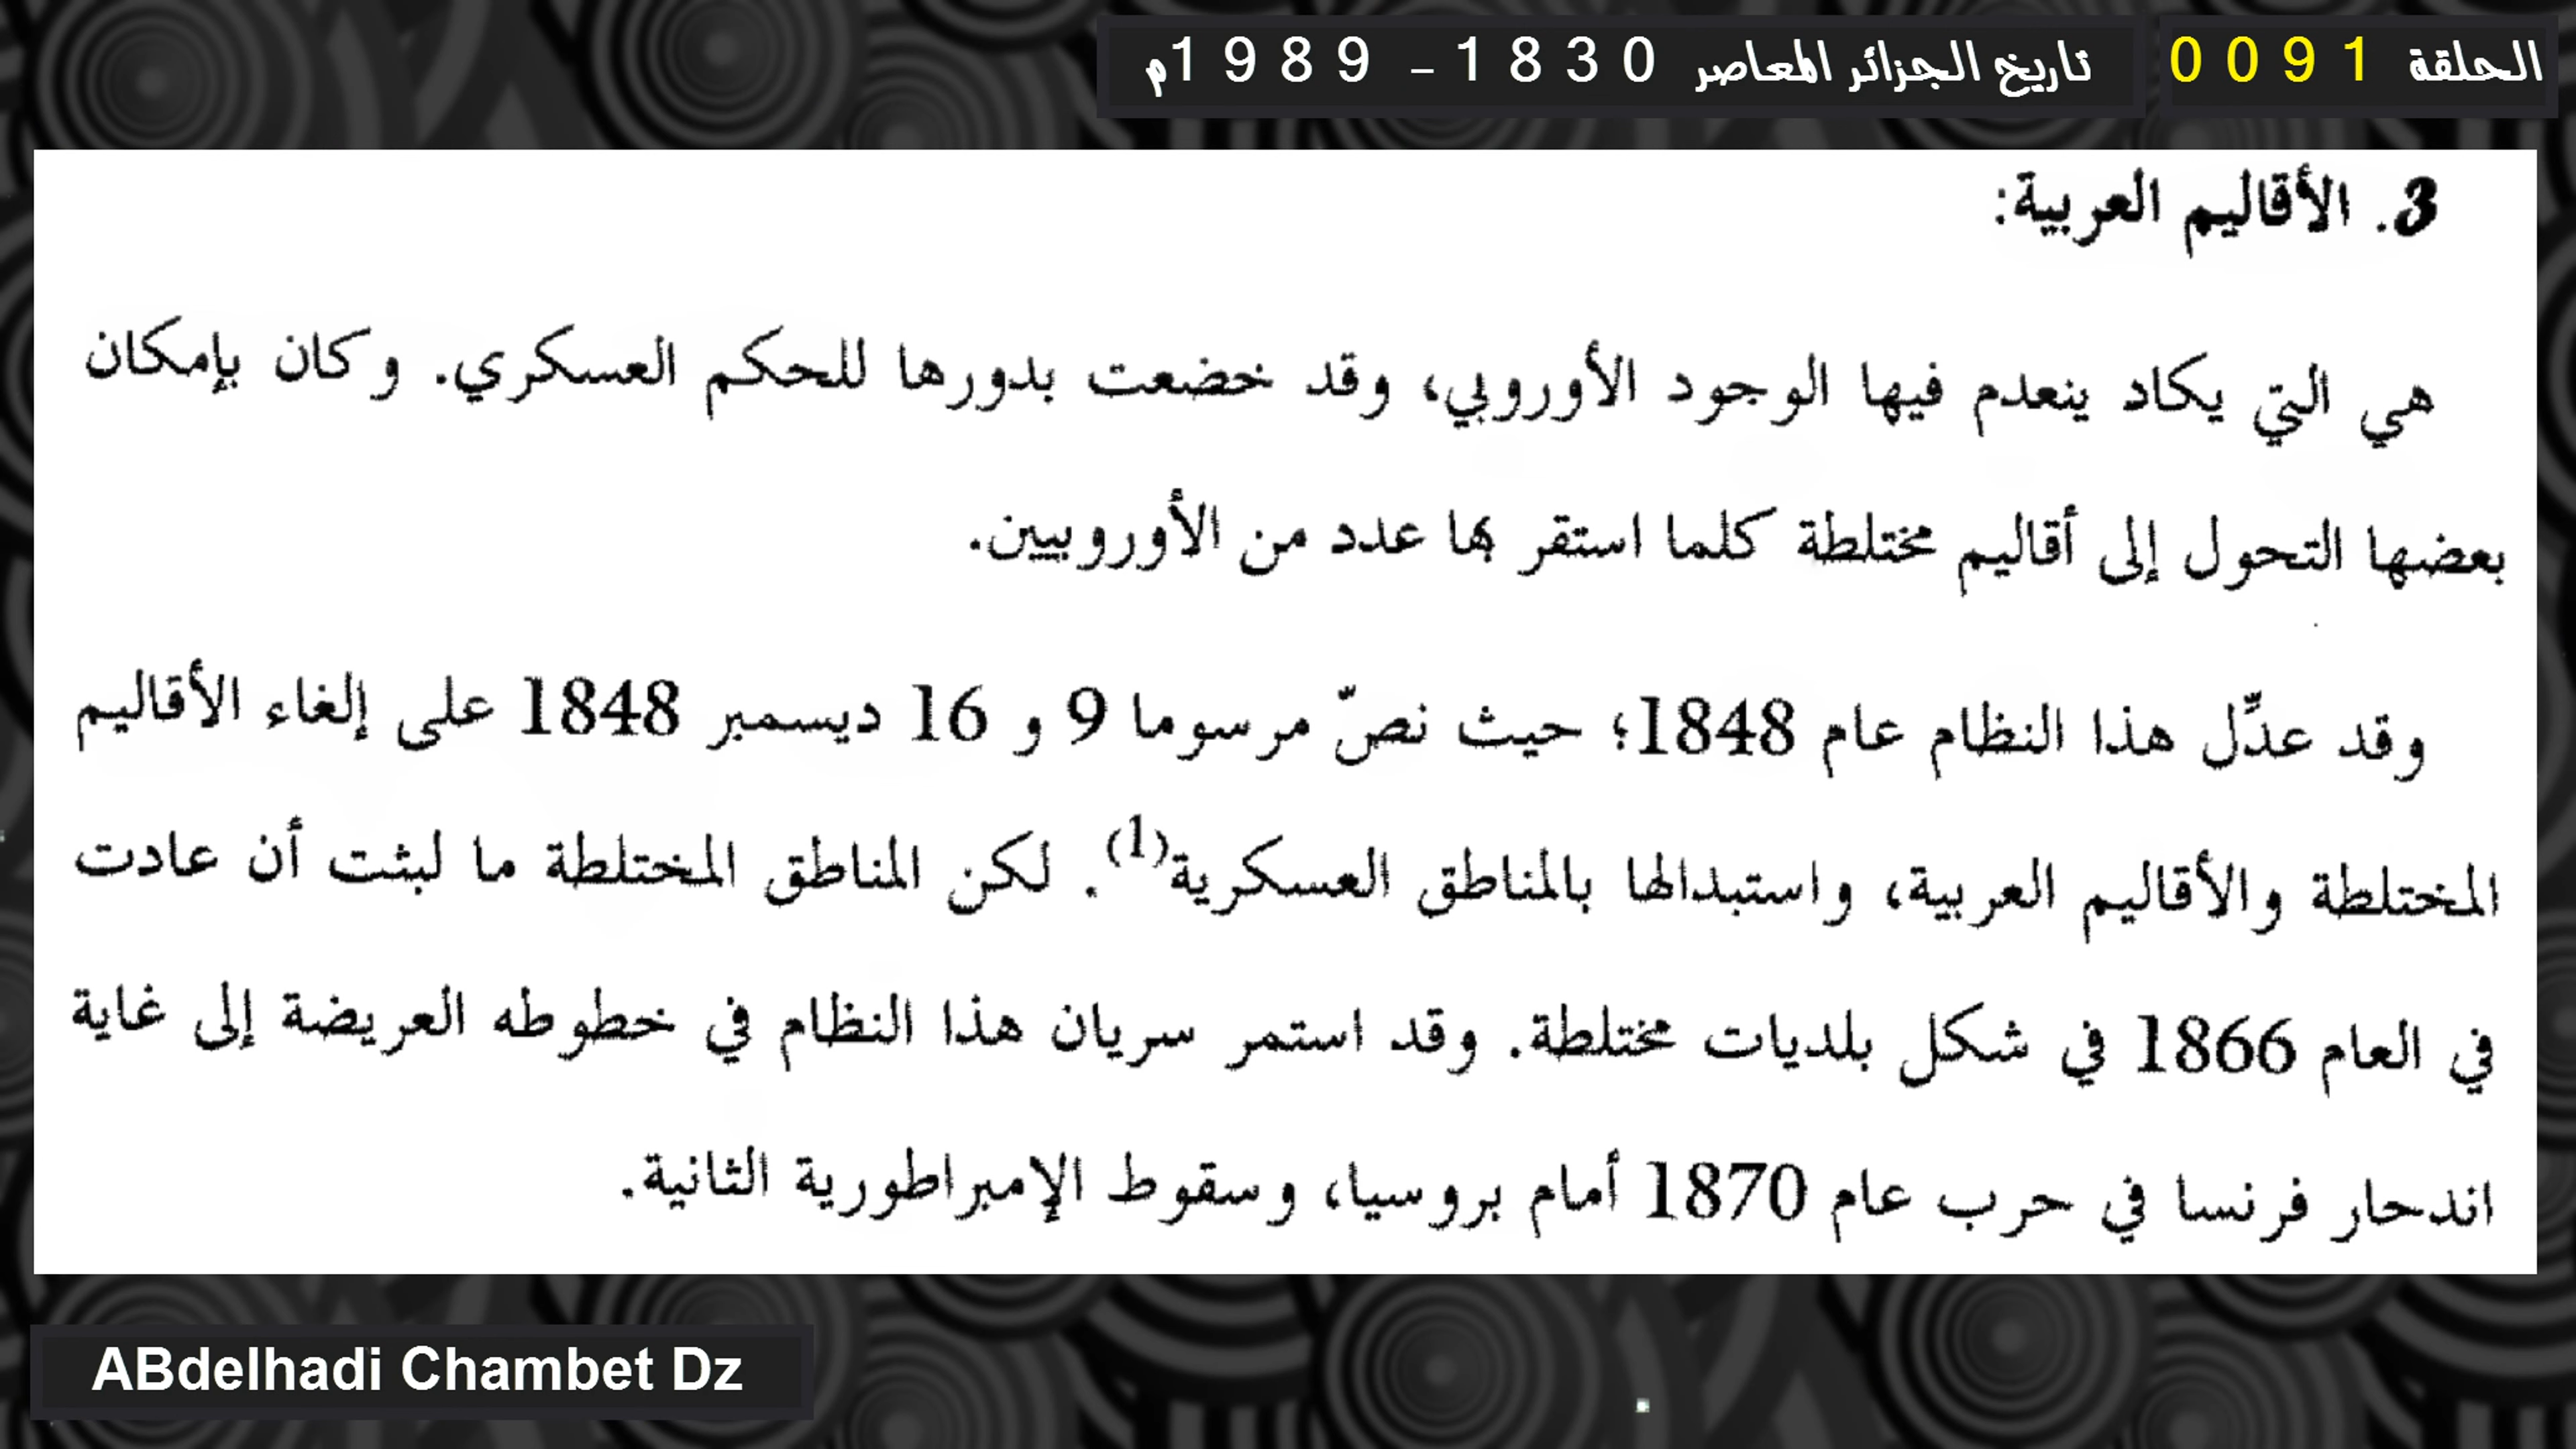 الحلقة 0091
تاريخ الجزائر المعاصر 1830 - 1989م
3. الأقاليم العربية:
هي التي يكاد ينعدم فيها الوجود الأوروبي، وقد خضعت بدورها للحكم العسكري. وكان بإمكان
بعضها التحول إلى أقاليم مختلطة كلما استقر بها عدد من الأوروبيين.
وقد عدِّل هذا النظام عام 1848؛ حيث نصّ مرسوما 9 و 16 ديسمبر 1848 على إلغاء الأقاليم
المختلطة والأقاليم العربية، واستبدالها بالمناطق العسكرية(1). لكن المناطق المختلطة ما لبثت أن عادت
في العام 1866 في شكل بلديات مختلطة. وقد استمر سريان هذا النظام في خطوطه العريضة إلى غاية
اندحار فرنسا في حرب عام 1870 أمام بروسيا، وسقوط الإمبراطورية الثانية.
ABdelhadi Chambet Dz